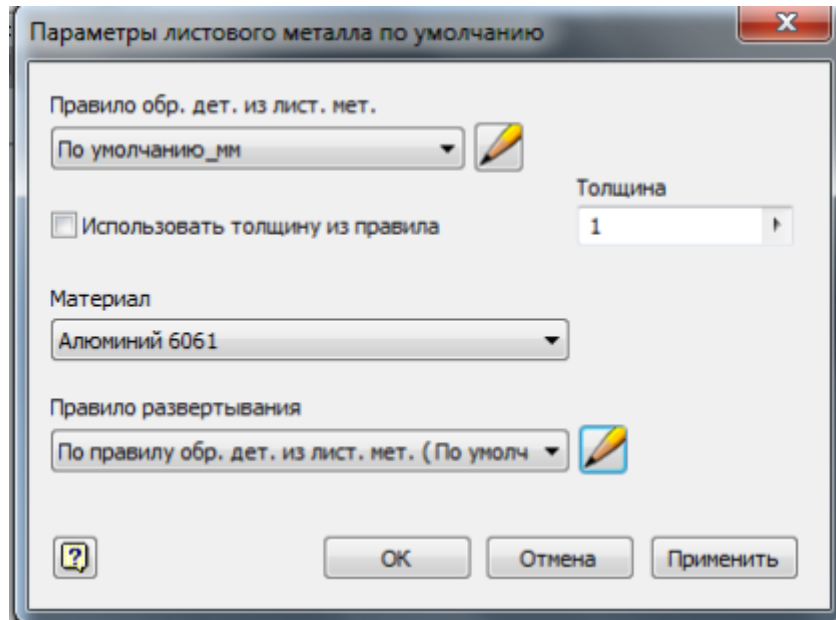 Параметры листового металла по умолчанию
Правило обр. дет. из лист. мет.
По умолчанию_мм
Толщина
Использовать толщину из правила
1
Материал
Алюминий 6061
Правило развертывания
По правилу обр. дет. из лист. мет. (По умолч
OK
Отмена
Применить